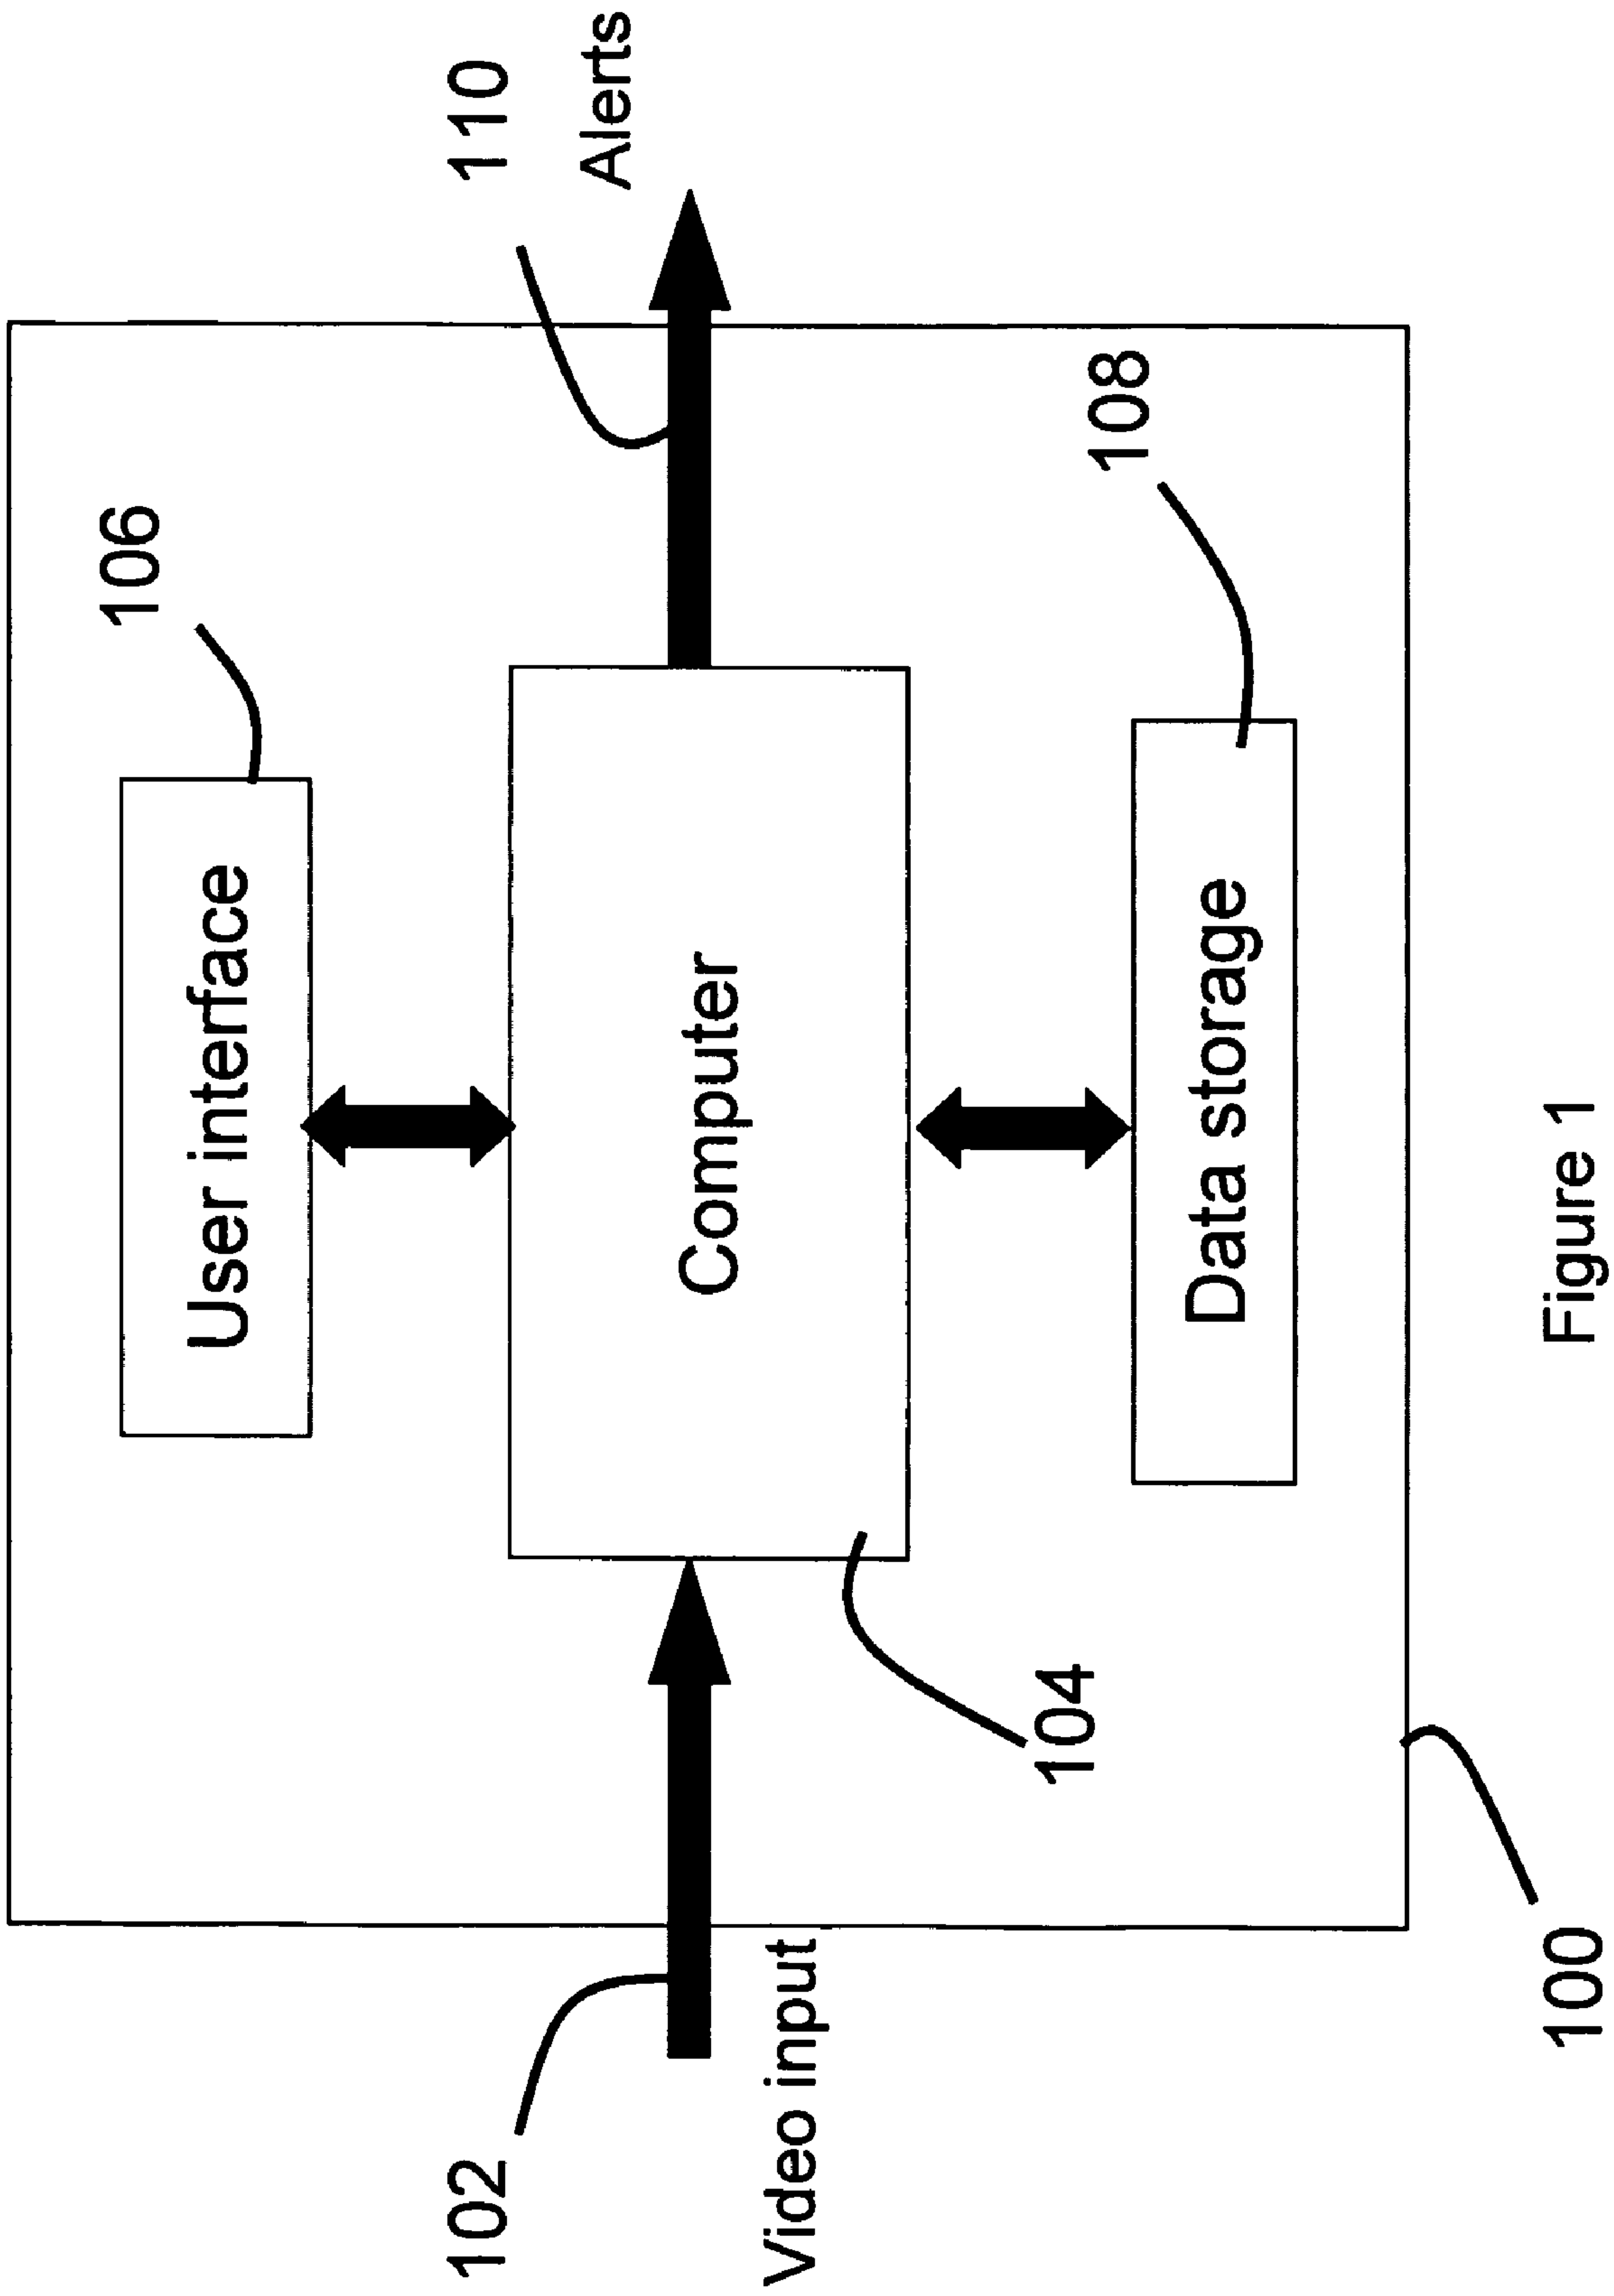 106
User interface
110
Alerts
102
Video input
Computer
104
108
Data storage
100
Figure 1